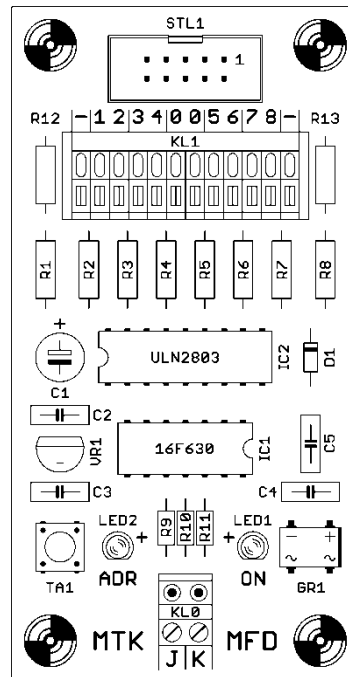 STL1
1
R12 - 1 2 3 4 0 0 5 6 7 8 - R13
KL1
R1 R2 R3 R4 R5 R6 R7 R8
+
C1
ULN2803
IC2
D1
C2
VR1
16F630
IC1
C5
C3
C4
LED2
+
R9 R10 R11
LED1
+
- +
~ ~
TA1
ADR
ON
GR1
KL0
MTK
J K
MFD